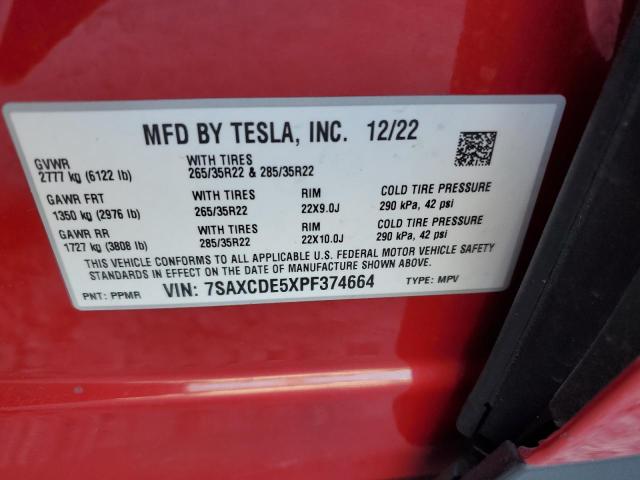 MFD BY TESLA, INC. 12/22
GVWR WITH TIRES
2777 kg (6122 lb) 265/35R22 & 285/35R22
GAWR FRT WITH TIRES RIM COLD TIRE PRESSURE
1350 kg (2976 lb) 265/35R22 22X9.0J 290 kPa, 42 psi
GAWR RR WITH TIRES RIM COLD TIRE PRESSURE
1727 kg (3808 lb) 285/35R22 22X10.0J 290 kPa, 42 psi
THIS VEHICLE CONFORMS TO ALL APPLICABLE U.S. FEDERAL MOTOR VEHICLE SAFETY
STANDARDS IN EFFECT ON THE DATE OF MANUFACTURE SHOWN ABOVE.
PNT: PPMR VIN: 7SAXCDE5XPF374664 TYPE: MPV